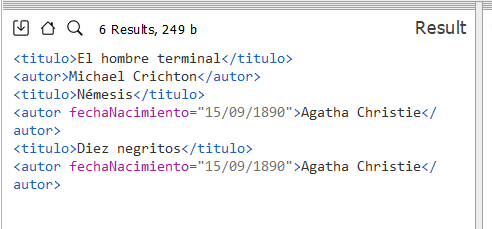 6 Results, 249 b
Result
<titulo>El hombre terminal</titulo>
<autor>Michael Crichton</autor>
<titulo>Némesis</titulo>
<autor fechaNacimiento="15/09/1890">Agatha Christie</
autor>
<titulo>Diez negritos</titulo>
<autor fechaNacimiento="15/09/1890">Agatha Christie</
autor>